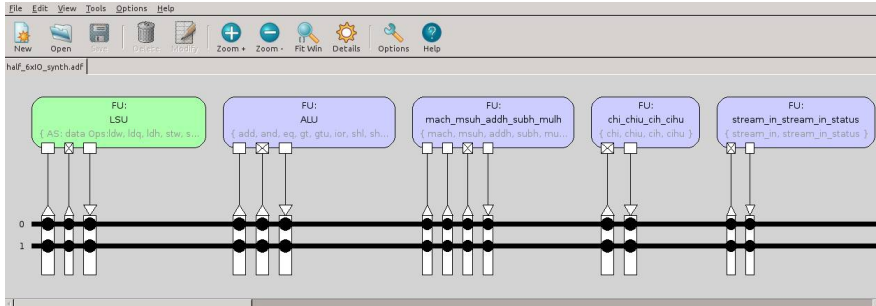 File Edit View Tools Options Help
New Open Save Delete Modify Zoom + Zoom - Fit Win Details Options Help
half_6xIO_synth.adf
FU: FU: FU: FU: FU:
LSU ALU mach_msuh_addh_subh_mulh chi_chiu_cih_cihu stream_in_stream_in_status
{ AS: data Ops:ldw, ldq, ldh, stw, s... { add, and, eq, gt, gtu, ior, shl, sh... { mach, msuh, addh, subh, mu... { chi, chiu, cih, cihu } { stream_in, stream_in_status }
0
1